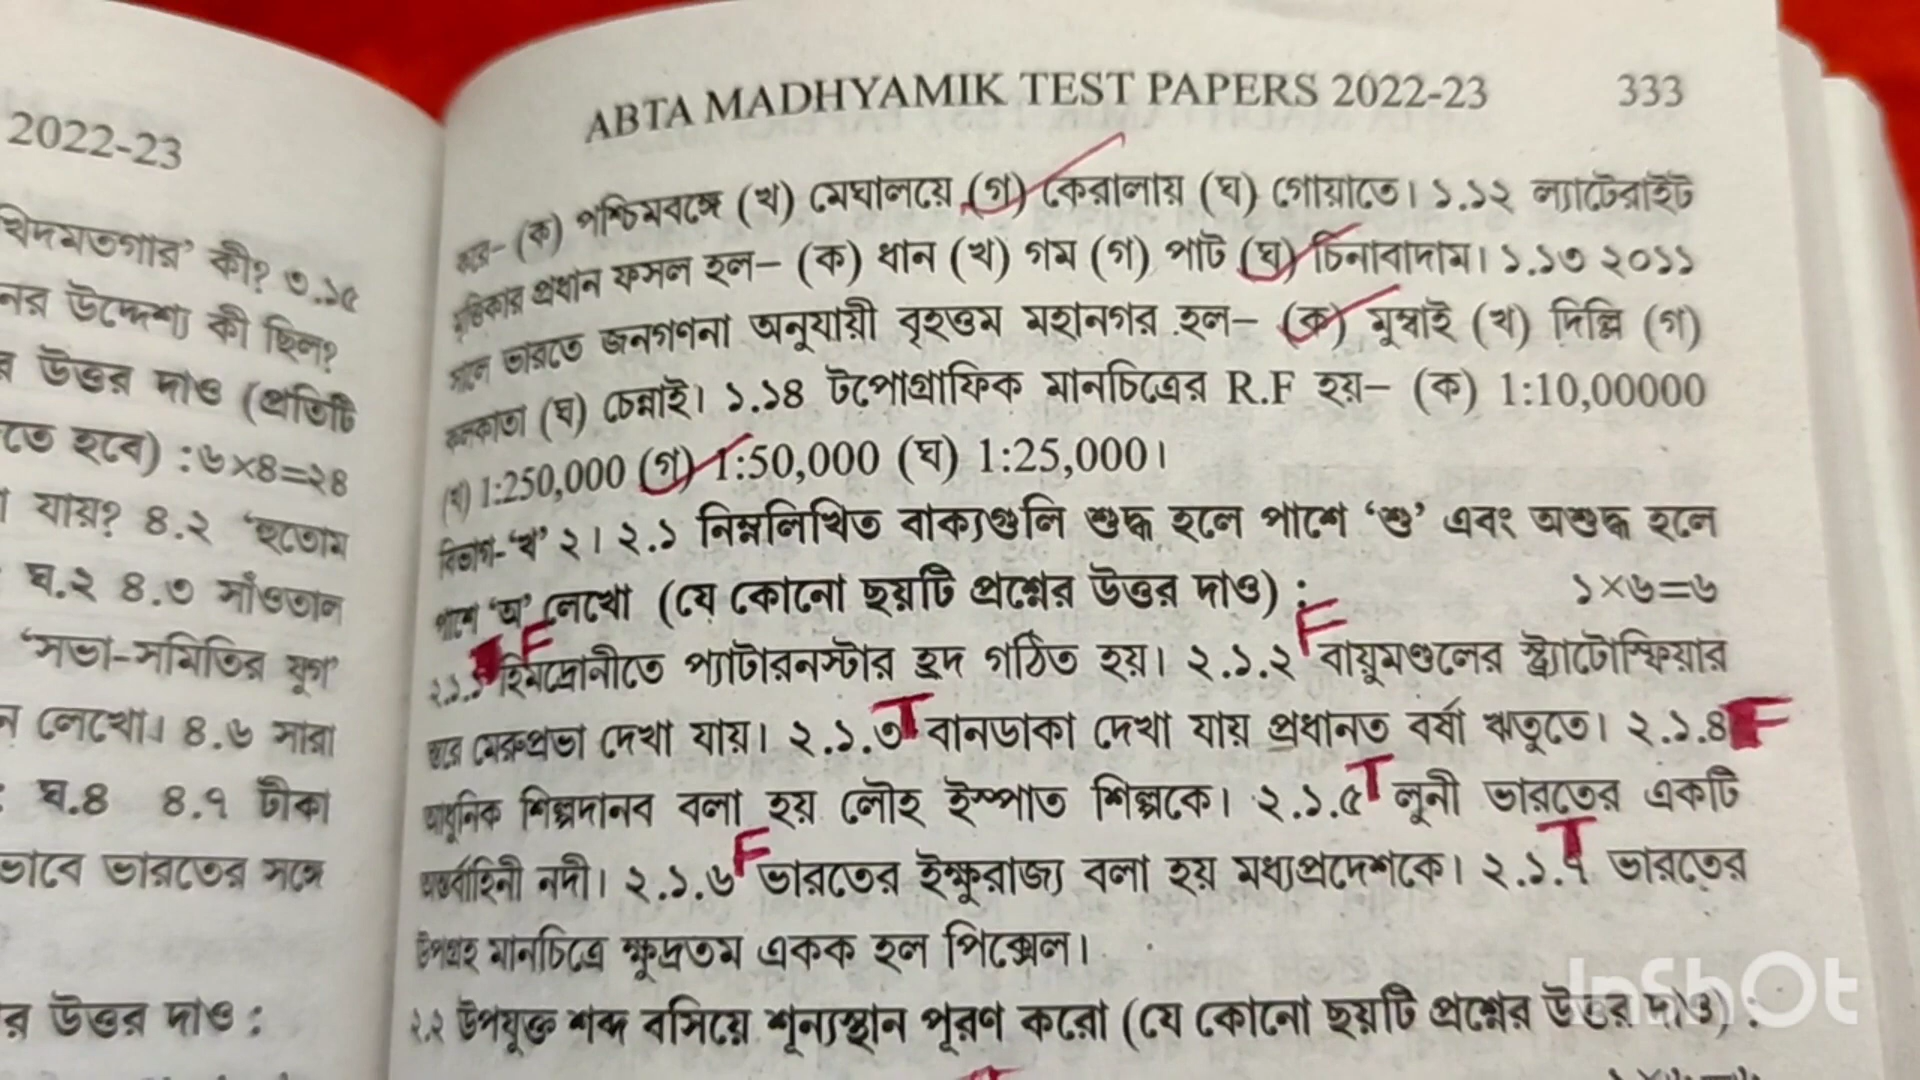 2022-23
খিদমতগার’ কী? ৩.১৫
নর উদ্দেশ্য কী ছিল?
র উত্তর দাও (প্রতিটি
তে হবে) :৬×৪=২৪
যায়? ৪.২ ‘হুতোম
ঘ.২ ৪.৩ সাঁওতাল
‘সভা-সমিতির যুগ’
ন লেখো। ৪.৬ সারা
ঘ.৪ ৪.৭ টীকা
ভাবে ভারতের সঙ্গে
র উত্তর দাও :
ABTA MADHYAMIK TEST PAPERS 2022-23 333
করে– (ক) পশ্চিমবঙ্গে (খ) মেঘালয়ে (গ) কেরালায় (ঘ) গোয়াতে। ১.১২ ল্যাটেরাইট
মৃত্তিকার প্রধান ফসল হল– (ক) ধান (খ) গম (গ) পাট (ঘ) চিনাবাদাম। ১.১৩ ২০১১
সালে ভারতে জনগণনা অনুযায়ী বৃহত্তম মহানগর হল– (ক) মুম্বাই (খ) দিল্লি (গ)
কলকাতা (ঘ) চেন্নাই। ১.১৪ টপোগ্রাফিক মানচিত্রের R.F হয়– (ক) 1:10,00000
(খ) 1:250,000 (গ) 1:50,000 (ঘ) 1:25,000।
বিভাগ-‘খ’ ২। ২.১ নিম্নলিখিত বাক্যগুলি শুদ্ধ হলে পাশে ‘শু’ এবং অশুদ্ধ হলে
পাশে ‘অ’ লেখো (যে কোনো ছয়টি প্রশ্নের উত্তর দাও) : ১×৬=৬
২.১.১ F হিমদ্রোনীতে প্যাটারনস্টার হ্রদ গঠিত হয়। ২.১.২ F বায়ুমণ্ডলের স্ট্র্যাটোস্ফিয়ার
স্তরে মেরুপ্রভা দেখা যায়। ২.১.৩ T বানডাকা দেখা যায় প্রধানত বর্ষা ঋতুতে। ২.১.৪ F
আধুনিক শিল্পদানব বলা হয় লৌহ ইস্পাত শিল্পকে। ২.১.৫ T লুনী ভারতের একটি
অন্তর্বাহিনী নদী। ২.১.৬ F ভারতের ইক্ষুরাজ্য বলা হয় মধ্যপ্রদেশকে। ২.১.৭ T ভারতের
উপগ্রহ মানচিত্রে ক্ষুদ্রতম একক হল পিক্সেল।
২.২ উপযুক্ত শব্দ বসিয়ে শূন্যস্থান পূরণ করো (যে কোনো ছয়টি প্রশ্নের উত্তর দাও) :
InShOt